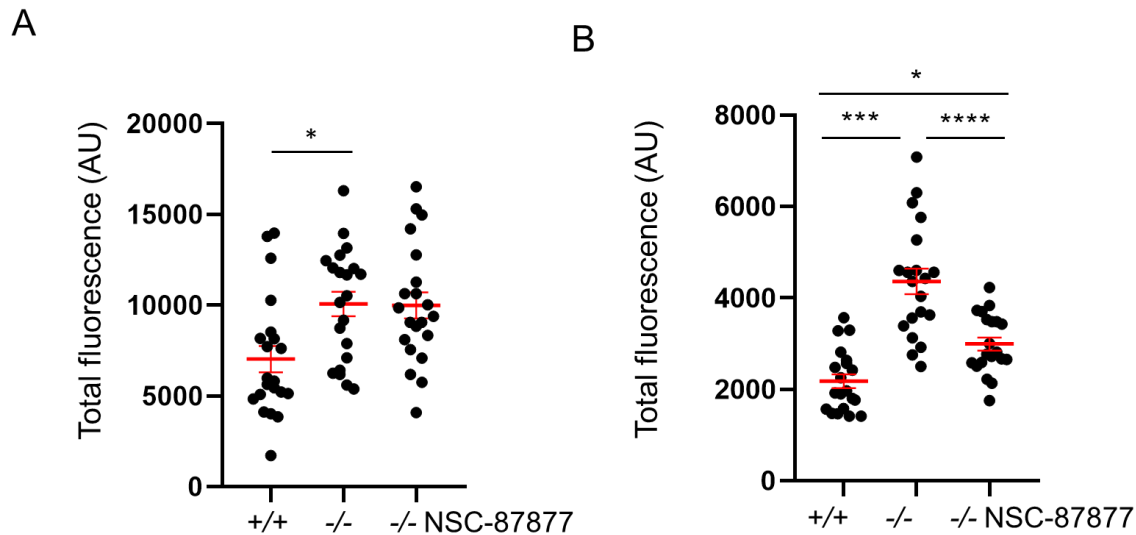 A
Total fluorescence (AU)
20000
15000
10000
5000
0
*
+/+ -/- -/- NSC-87877
B
Total fluorescence (AU)
8000
6000
4000
2000
0
*
*** ****
+/+ -/- -/- NSC-87877